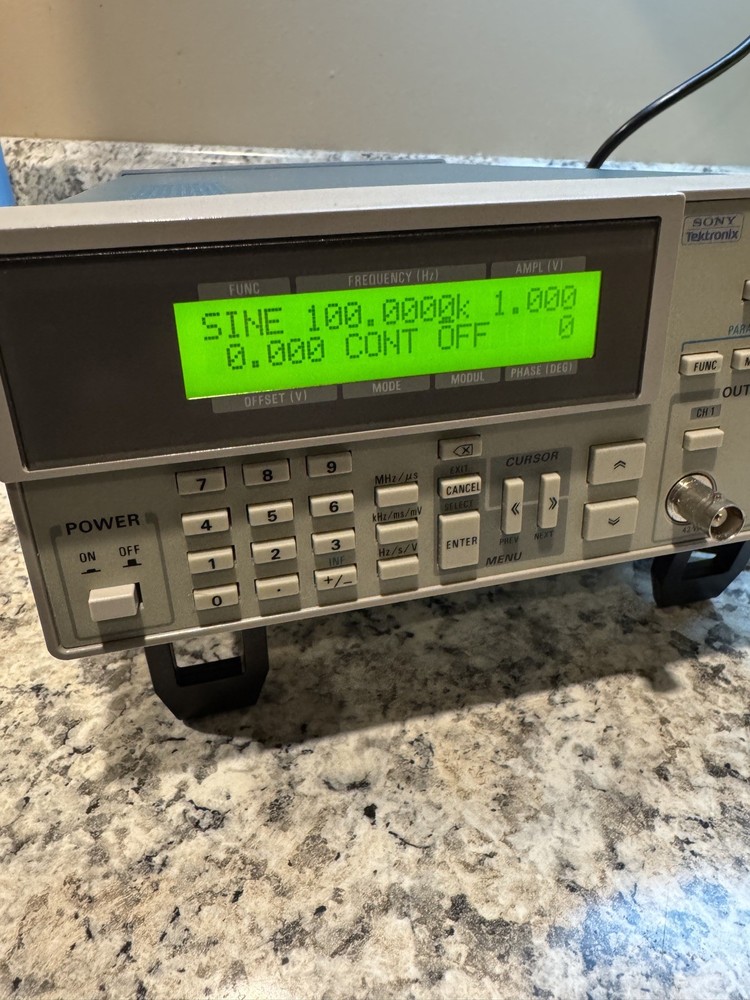 SONY
Tektronix
FUNC FREQUENCY (Hz) AMPL (V)
SINE 100.0000k 1.000
0.000 CONT OFF 0
OFFSET (V) MODE MODUL PHASE (DEG)
FUNC
CH 1
POWER
ON OFF
7 8 9
4 5 6
1 2 3
INF
0 . +/−
MHz/µs
kHz/ms/mV
Hz/s/V
EXIT
CANCEL
SELECT
ENTER
CURSOR
PREV NEXT
MENU